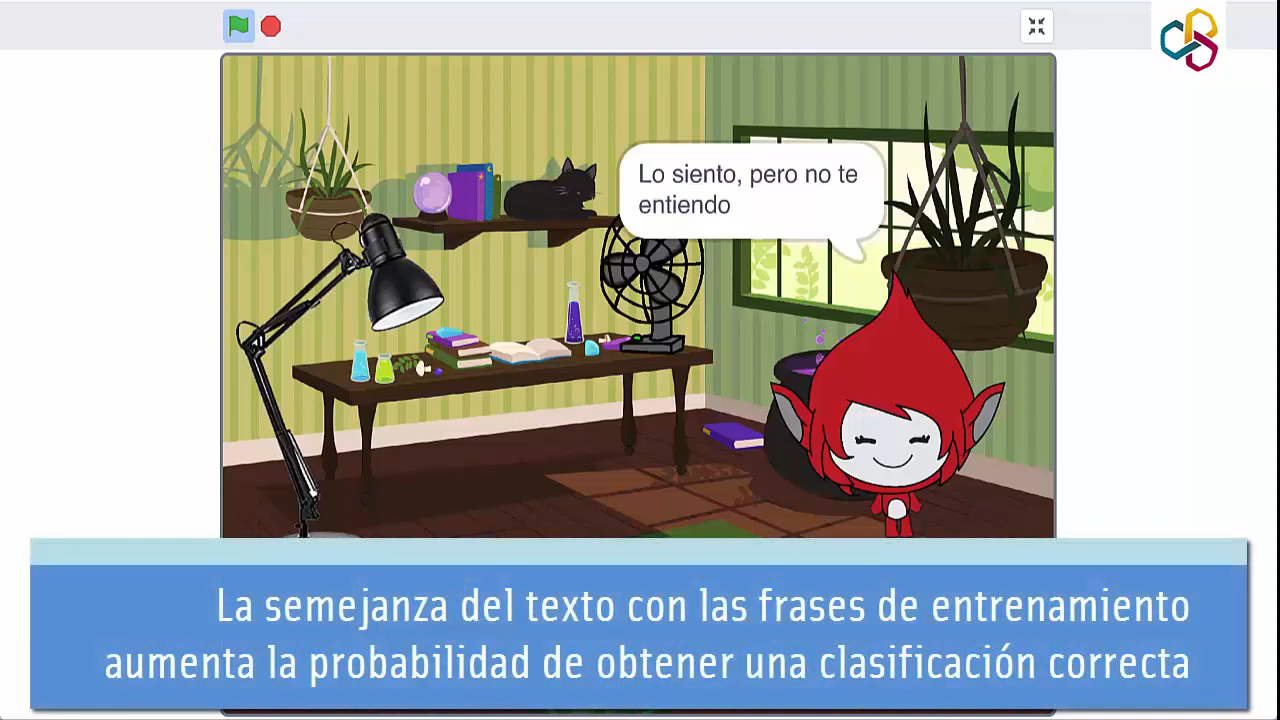 Lo siento, pero no te
entiendo
La semejanza del texto con las frases de entrenamiento
aumenta la probabilidad de obtener una clasificación correcta